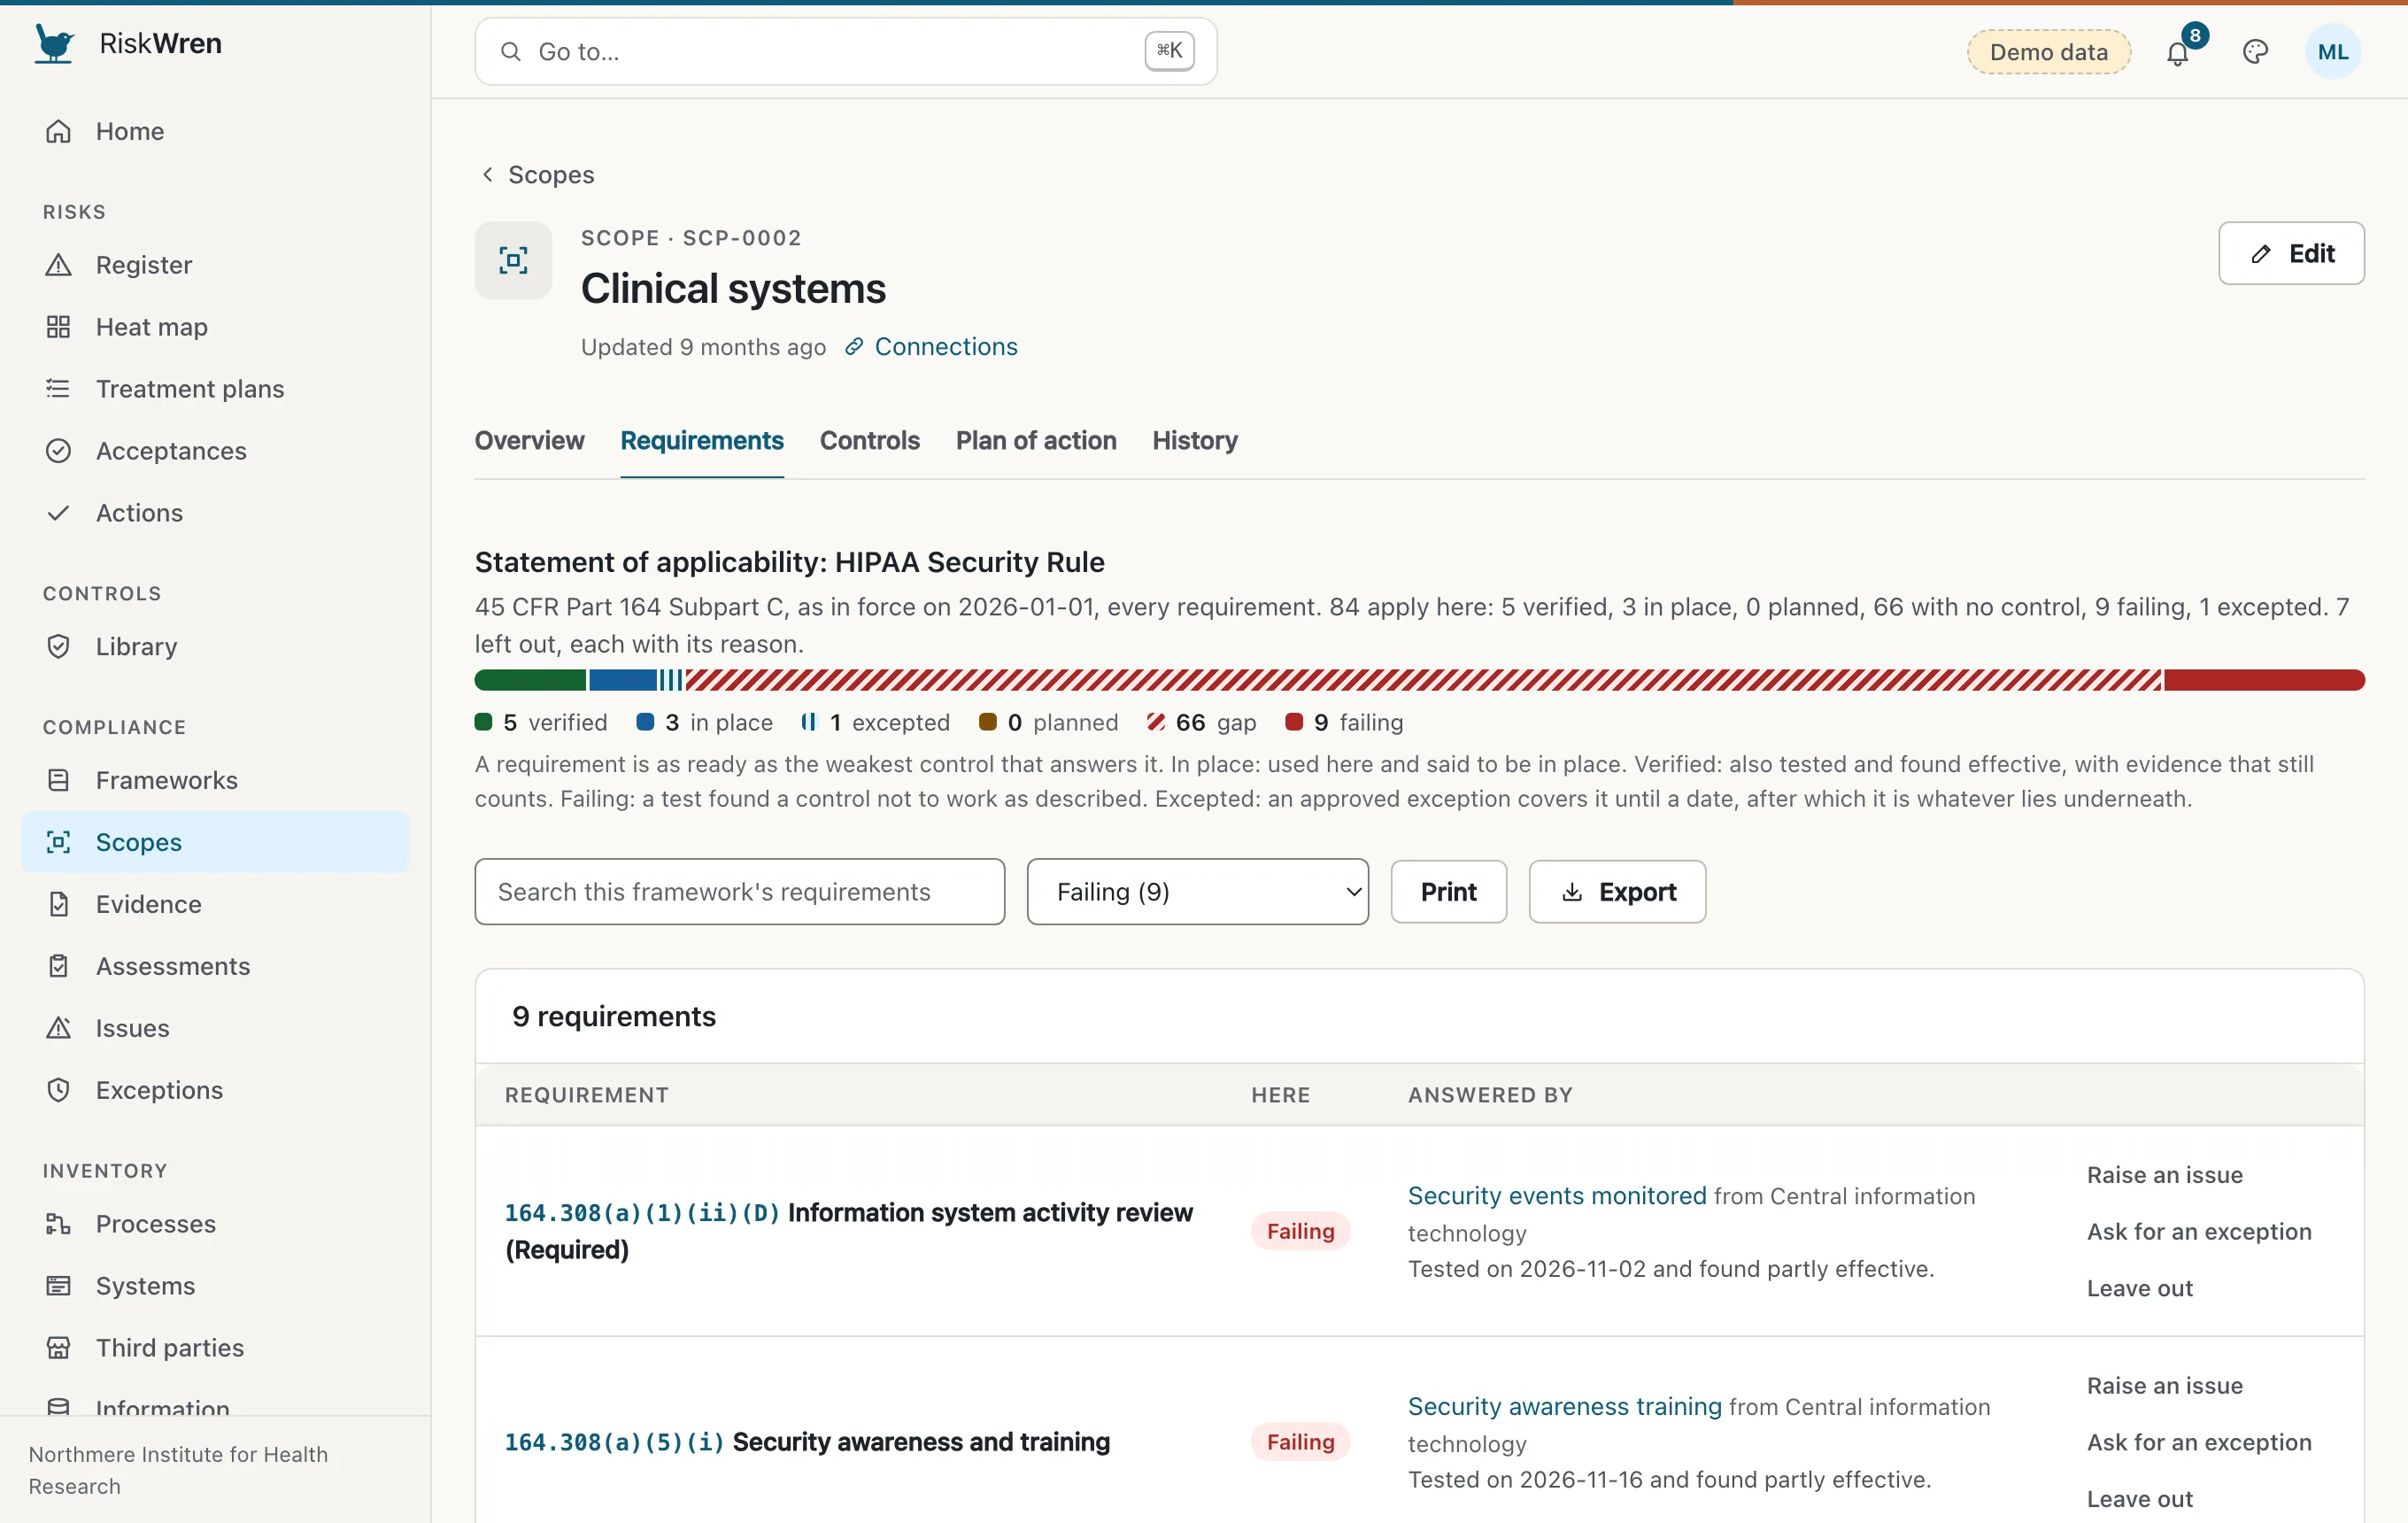 RiskWren
Go to...
⌘K
Demo data
8
ML
Home
RISKS
Register
Heat map
Treatment plans
Acceptances
Actions
CONTROLS
Library
COMPLIANCE
Frameworks
Scopes
Evidence
Assessments
Issues
Exceptions
INVENTORY
Processes
Systems
Third parties
Information
Northmere Institute for Health
Research
Scopes
SCOPE · SCP-0002
Clinical systems
Updated 9 months ago Connections
Edit
Overview Requirements Controls Plan of action History
Statement of applicability: HIPAA Security Rule
45 CFR Part 164 Subpart C, as in force on 2026-01-01, every requirement. 84 apply here: 5 verified, 3 in place, 0 planned, 66 with no control, 9 failing, 1 excepted. 7
left out, each with its reason.
5 verified 3 in place 1 excepted 0 planned 66 gap 9 failing
A requirement is as ready as the weakest control that answers it. In place: used here and said to be in place. Verified: also tested and found effective, with evidence that still
counts. Failing: a test found a control not to work as described. Excepted: an approved exception covers it until a date, after which it is whatever lies underneath.
Search this framework's requirements
Failing (9)
Print
Export
9 requirements
REQUIREMENT HERE ANSWERED BY
164.308(a)(1)(ii)(D) Information system activity review
(Required)
Failing
Security events monitored from Central information
technology
Tested on 2026-11-02 and found partly effective.
Raise an issue
Ask for an exception
Leave out
164.308(a)(5)(i) Security awareness and training
Failing
Security awareness training from Central information
technology
Tested on 2026-11-16 and found partly effective.
Raise an issue
Ask for an exception
Leave out